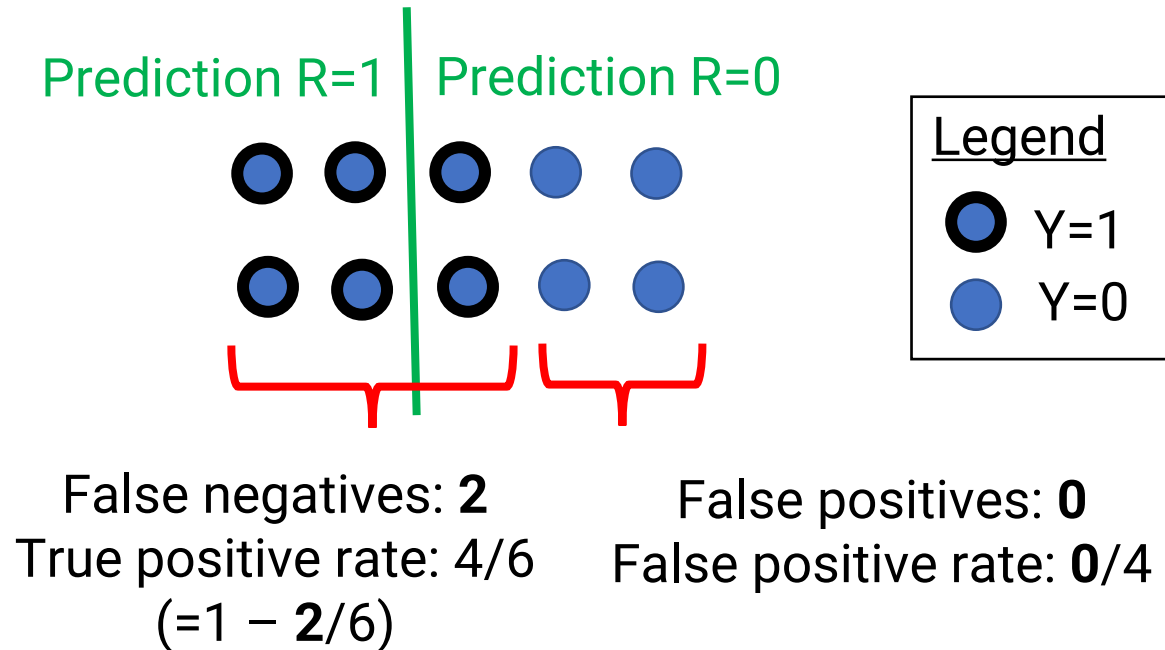 Prediction R=1
Prediction R=0
Legend
Y=1
Y=0
False negatives: 2
True positive rate: 4/6
(=1 – 2/6)
False positives: 0
False positive rate: 0/4